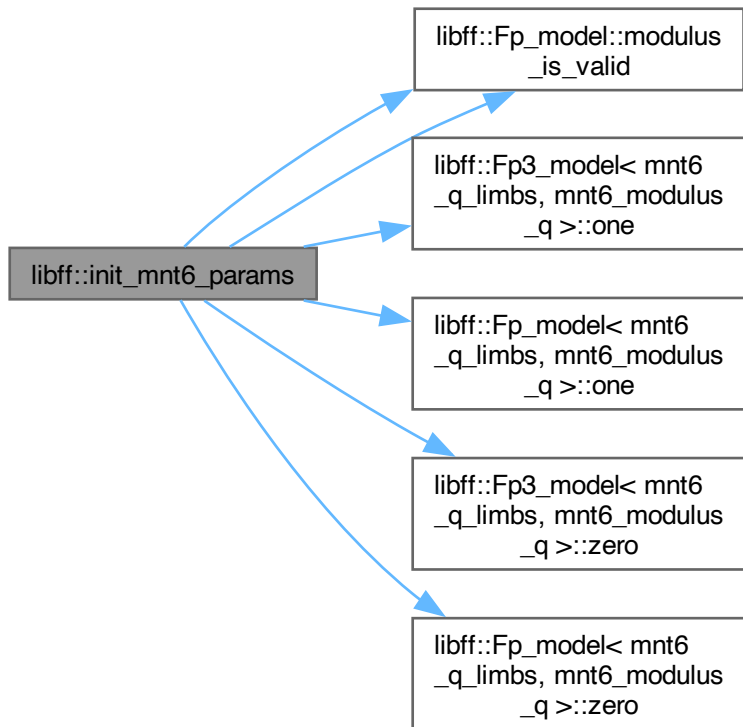 libff::Fp_model::modulus
_is_valid
libff::Fp3_model< mnt6
_q_limbs, mnt6_modulus
_q >::one
libff::init_mnt6_params
libff::Fp_model< mnt6
_q_limbs, mnt6_modulus
_q >::one
libff::Fp3_model< mnt6
_q_limbs, mnt6_modulus
_q >::zero
libff::Fp_model< mnt6
_q_limbs, mnt6_modulus
_q >::zero